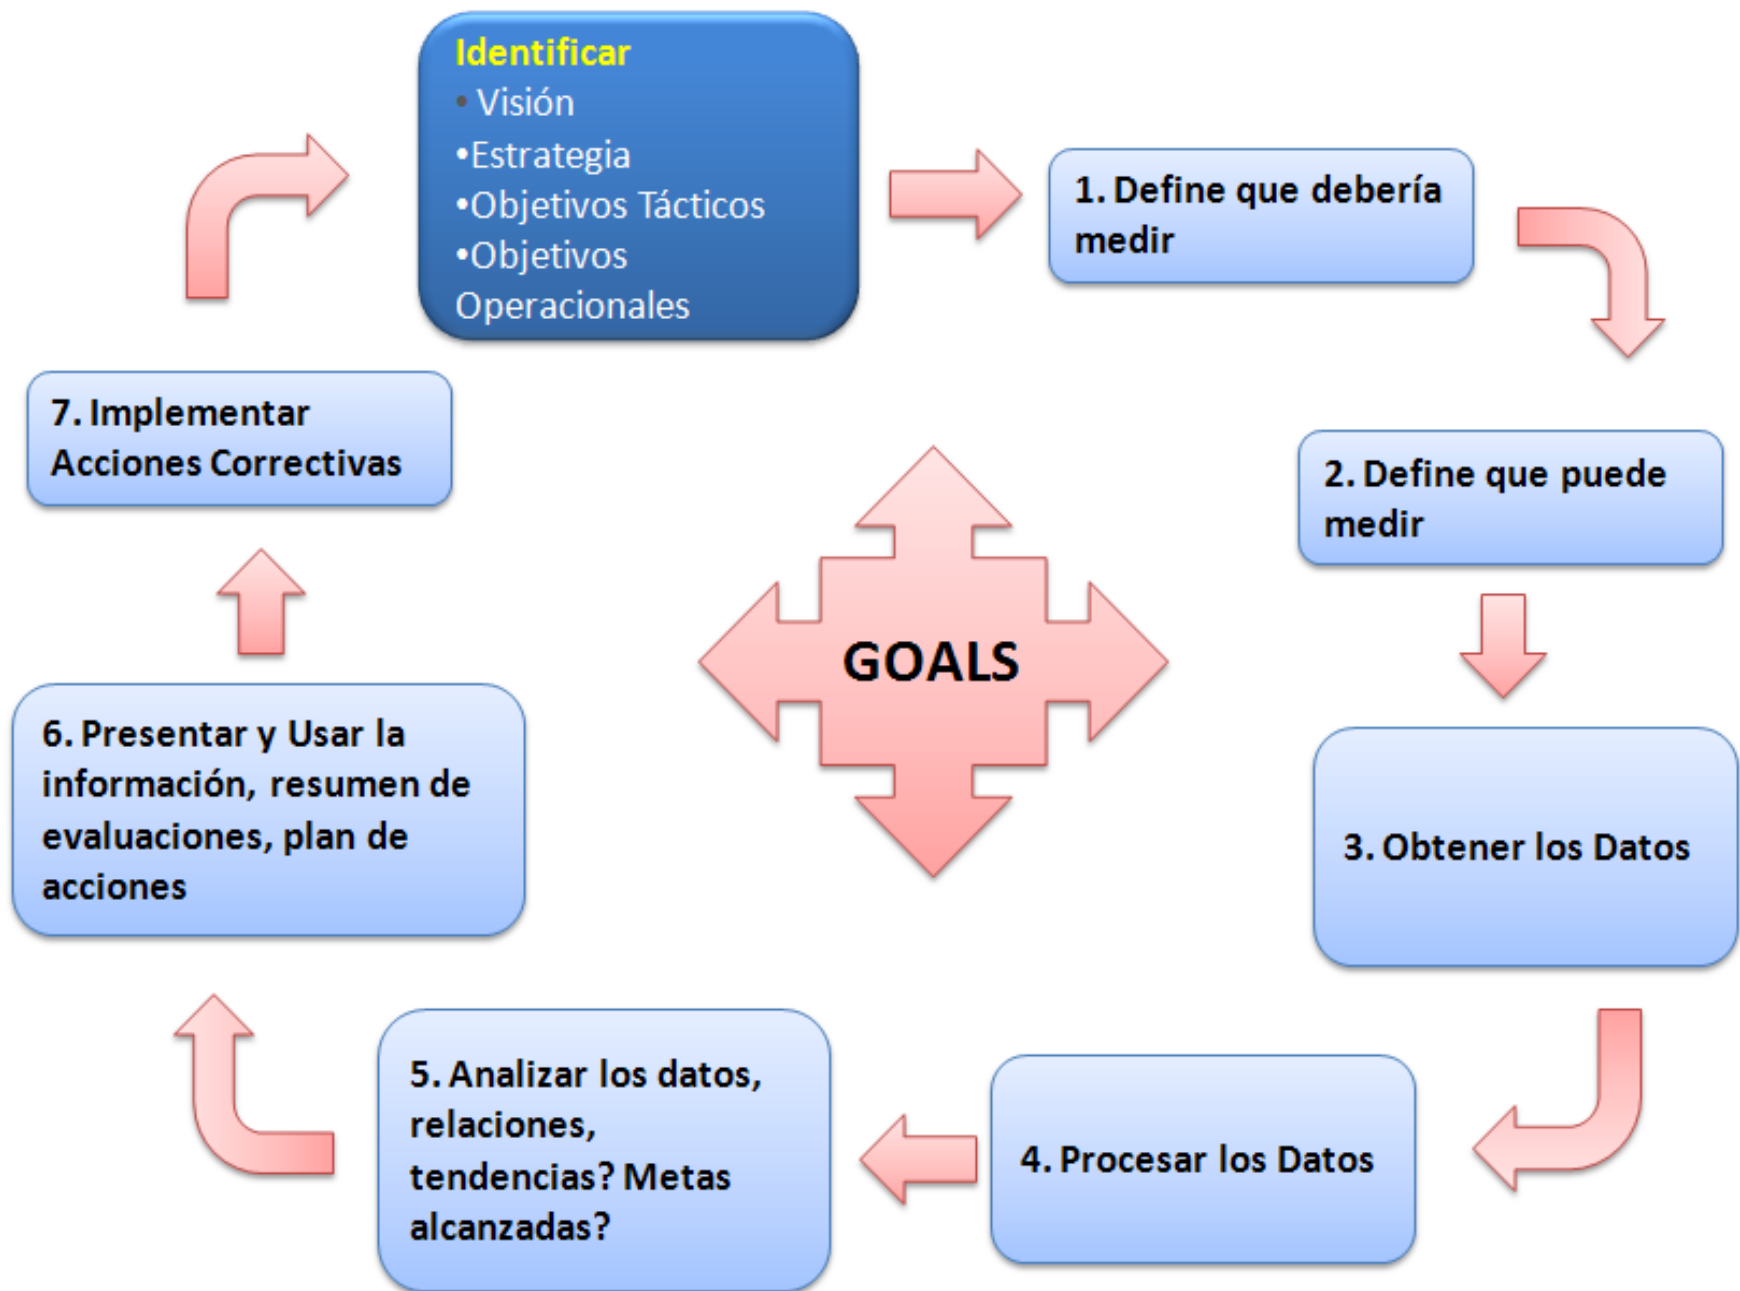 Identificar
• Visión
•Estrategia
•Objetivos Tácticos
•Objetivos
Operacionales
1. Define que debería
medir
2. Define que puede
medir
3. Obtener los Datos
4. Procesar los Datos
5. Analizar los datos,
relaciones,
tendencias? Metas
alcanzadas?
6. Presentar y Usar la
información, resumen de
evaluaciones, plan de
acciones
7. Implementar
Acciones Correctivas
GOALS